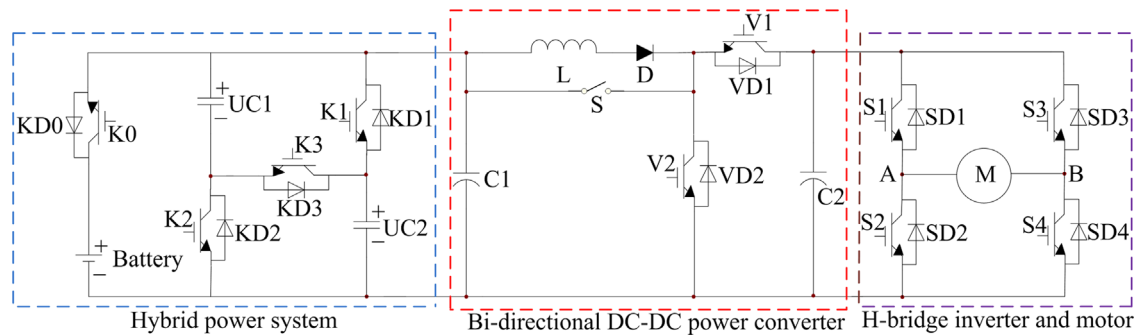 V1
L
D
VD1
S
KD0
K0
+
UC1
−
K1
KD1
K3
KD3
K2
KD2
+
UC2
−
+
Battery
−
C1
V2
VD2
C2
S1
SD1
S3
SD3
A
M
B
S2
SD2
S4
SD4
Hybrid power system
Bi-directional DC-DC power converter
H-bridge inverter and motor